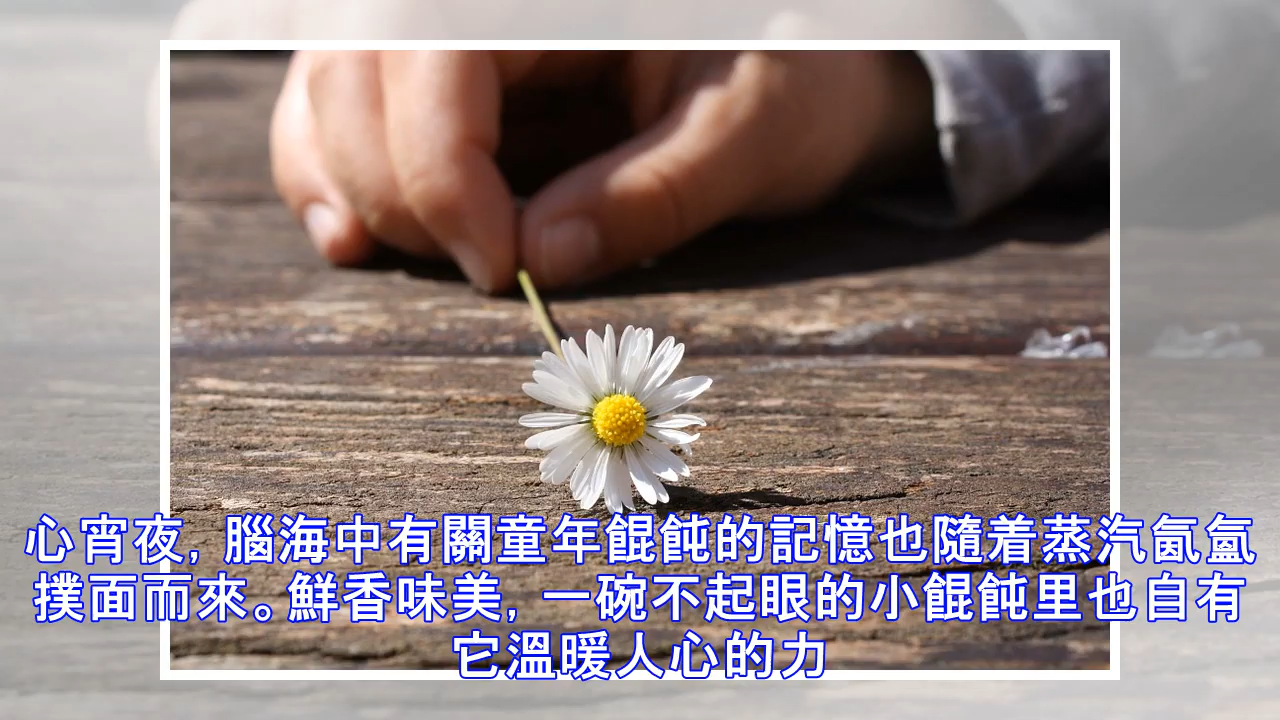 心宵夜, 腦海中有關童年餛飩的記憶也隨着蒸汽氤氳
撲面而來。鮮香味美, 一碗不起眼的小餛飩里也自有
它溫暖人心的力